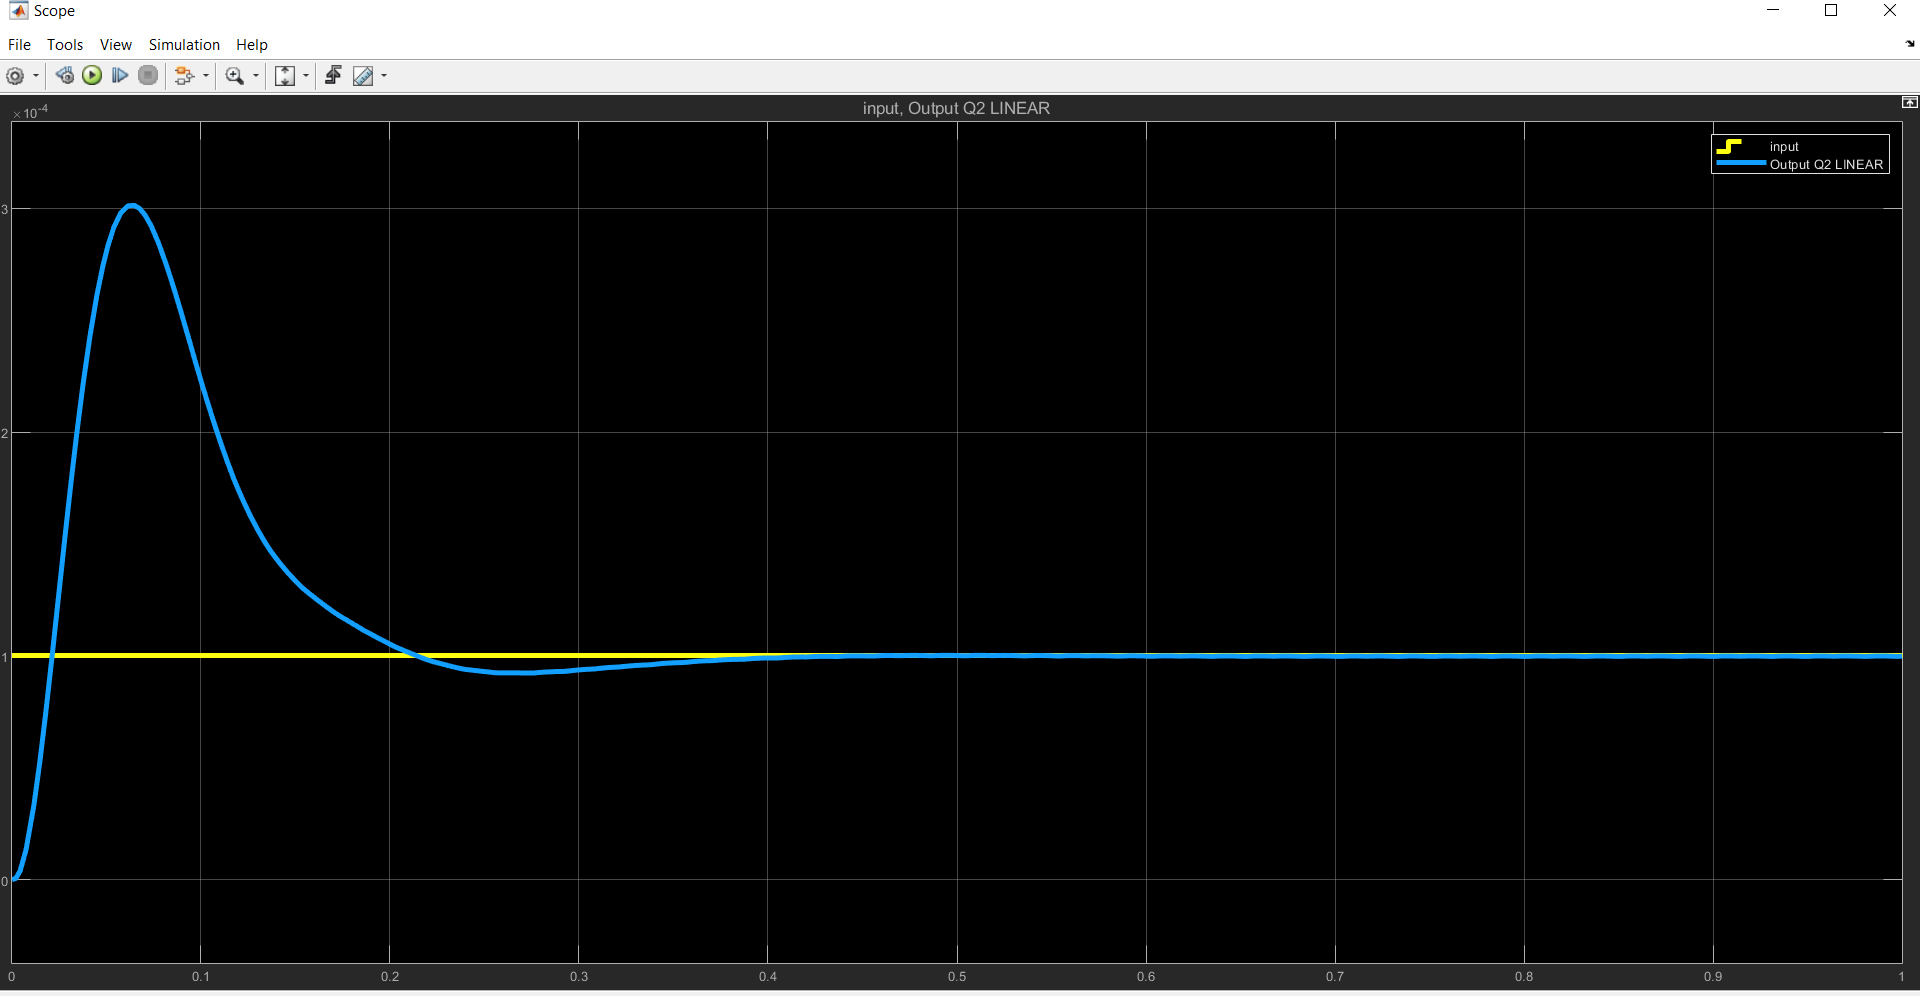 Scope
File Tools View Simulation Help
×10⁻⁴
input, Output Q2 LINEAR
input
Output Q2 LINEAR
3
2
1
0
0 0.1 0.2 0.3 0.4 0.5 0.6 0.7 0.8 0.9 1